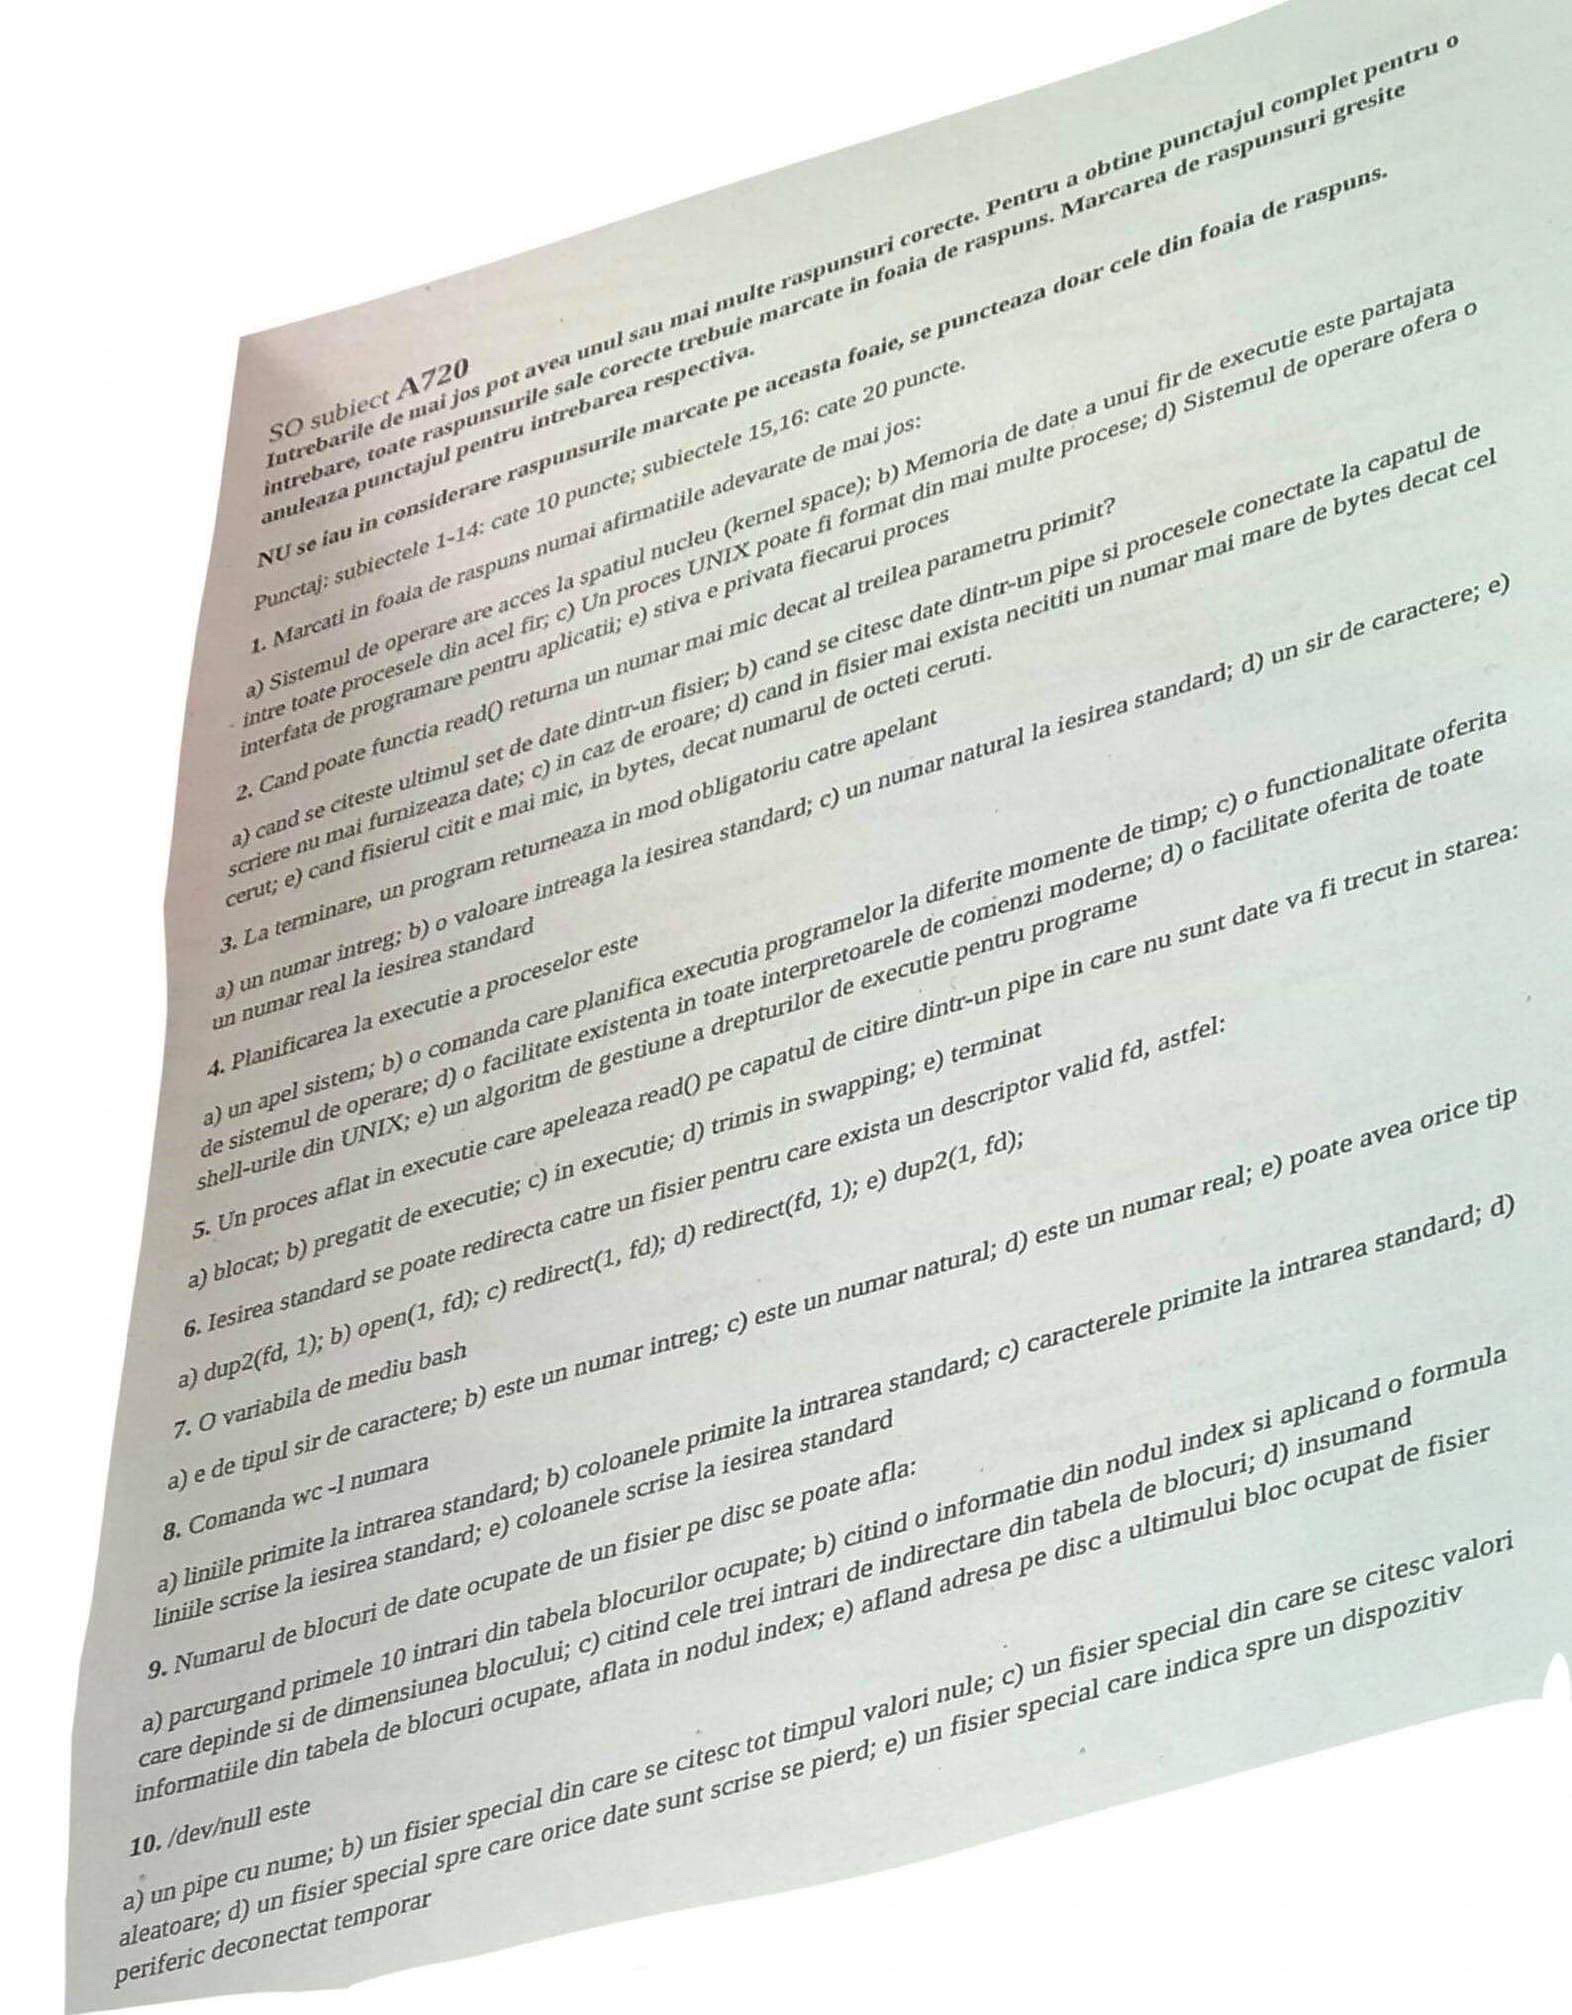 SO subiect A720
Intrebarile de mai jos pot avea unul sau mai multe raspunsuri corecte. Pentru a obtine punctajul complet pentru o
intrebare, toate raspunsurile sale corecte trebuie marcate in foaia de raspuns. Marcarea de raspunsuri gresite
anuleaza punctajul pentru intrebarea respectiva.
NU se iau in considerare raspunsurile marcate pe aceasta foaie, se puncteaza doar cele din foaia de raspuns.
Punctaj: subiectele 1-14: cate 10 puncte; subiectele 15,16: cate 20 puncte.
1. Marcati in foaia de raspuns numai afirmatiile adevarate de mai jos:
a) Sistemul de operare are acces la spatiul nucleu (kernel space); b) Memoria de date a unui fir de executie este partajata
intre toate procesele din acel fir; c) Un proces UNIX poate fi format din mai multe procese; d) Sistemul de operare ofera o
interfata de programare pentru aplicatii; e) stiva e privata fiecarui proces
2. Cand poate functia read() returna un numar mai mic decat al treilea parametru primit?
a) cand se citeste ultimul set de date dintr-un fisier; b) cand se citesc date dintr-un pipe si procesele conectate la capatul de
scriere nu mai furnizeaza date; c) in caz de eroare; d) cand in fisier mai exista necititi un numar mai mare de bytes decat cel
cerut; e) cand fisierul citit e mai mic, in bytes, decat numarul de octeti ceruti.
3. La terminare, un program returneaza in mod obligatoriu catre apelant
a) un numar intreg; b) o valoare intreaga la iesirea standard; c) un numar natural la iesirea standard; d) un sir de caractere; e)
un numar real la iesirea standard
4. Planificarea la executie a proceselor este
a) un apel sistem; b) o comanda care planifica executia programelor la diferite momente de timp; c) o functionalitate oferita
de sistemul de operare; d) o facilitate existenta in toate interpretoarele de comenzi moderne; d) o facilitate oferita de toate
shell-urile din UNIX; e) un algoritm de gestiune a drepturilor de executie pentru programe
5. Un proces aflat in executie care apeleaza read() pe capatul de citire dintr-un pipe in care nu sunt date va fi trecut in starea:
a) blocat; b) pregatit de executie; c) in executie; d) trimis in swapping; e) terminat
6. Iesirea standard se poate redirecta catre un fisier pentru care exista un descriptor valid fd, astfel:
a) dup2(fd, 1); b) open(1, fd); c) redirect(1, fd); d) redirect(fd, 1); e) dup2(1, fd);
7. O variabila de mediu bash
a) e de tipul sir de caractere; b) este un numar intreg; c) este un numar natural; d) este un numar real; e) poate avea orice tip
8. Comanda wc -l numara
a) liniile primite la intrarea standard; b) coloanele primite la intrarea standard; c) caracterele primite la intrarea standard; d)
liniile scrise la iesirea standard; e) coloanele scrise la iesirea standard
9. Numarul de blocuri de date ocupate de un fisier pe disc se poate afla:
a) parcurgand primele 10 intrari din tabela blocurilor ocupate; b) citind o informatie din nodul index si aplicand o formula
care depinde si de dimensiunea blocului; c) citind cele trei intrari de indirectare din tabela de blocuri; d) insumand
informatiile din tabela de blocuri ocupate, aflata in nodul index; e) afland adresa pe disc a ultimului bloc ocupat de fisier
10. /dev/null este
a) un pipe cu nume; b) un fisier special din care se citesc tot timpul valori nule; c) un fisier special din care se citesc valori
aleatoare; d) un fisier special spre care orice date sunt scrise se pierd; e) un fisier special care indica spre un dispozitiv
periferic deconectat temporar